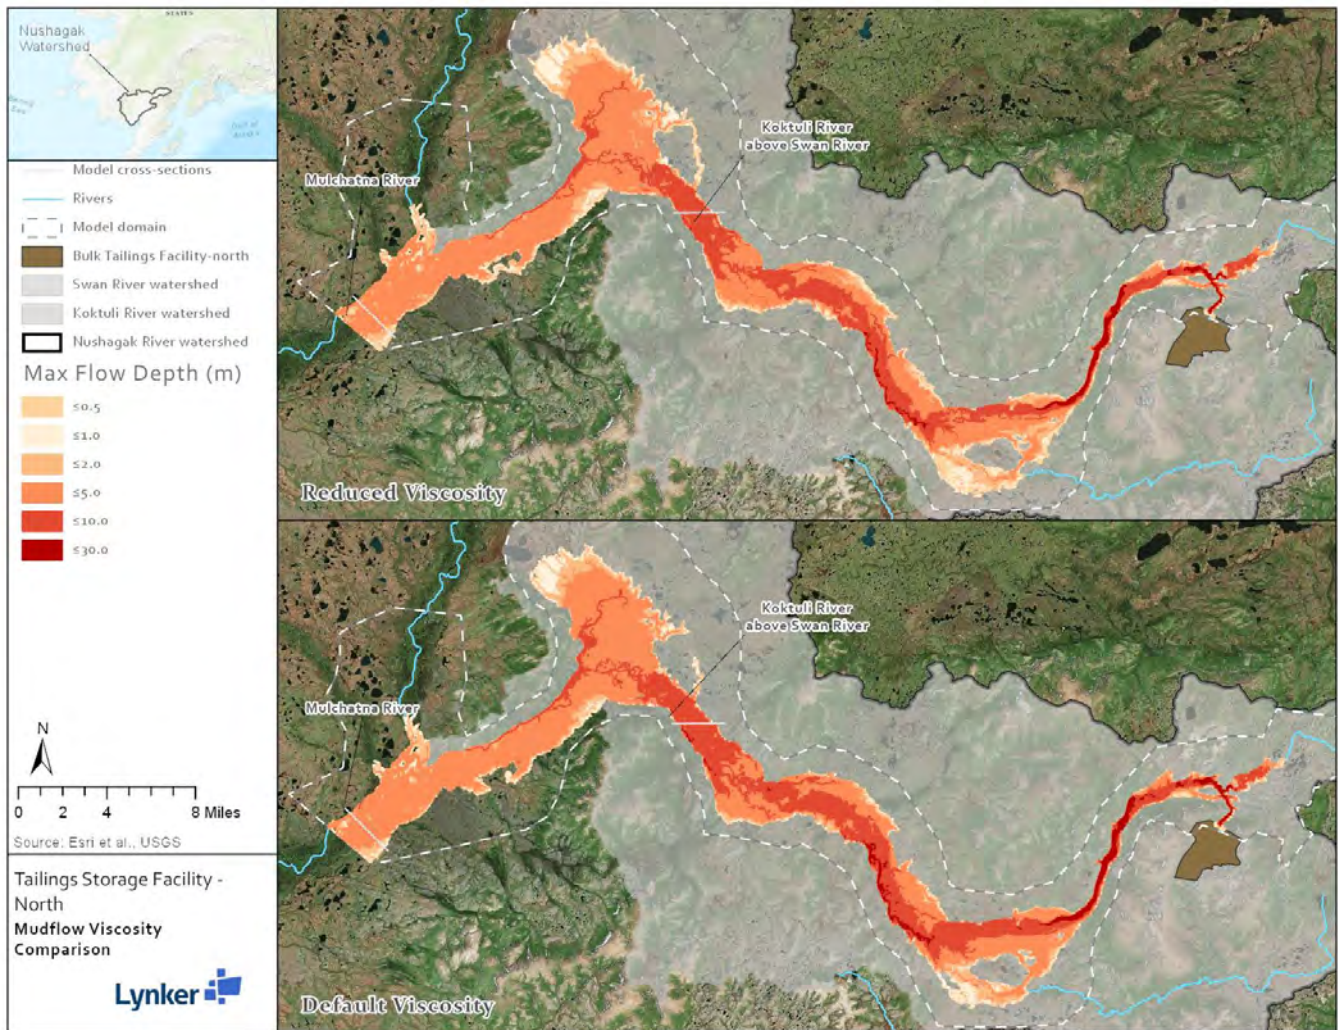 STATES
Nushagak
Watershed
Gulf of
Model cross-sections
Rivers
Model domain
Bulk Tailings Facility-north
Swan River watershed
Koktuli River watershed
Nushagak River watershed
Max Flow Depth (m)
≤0.5
≤1.0
≤2.0
≤5.0
≤10.0
≤30.0
N
0 2 4 8 Miles
Source: Esri et al., USGS
Tailings Storage Facility -
North
Mudflow Viscosity
Comparison
Lynker
Koktuli River
above Swan River
Mulchatna River
Reduced Viscosity
Koktuli River
above Swan River
Mulchatna River
Default Viscosity